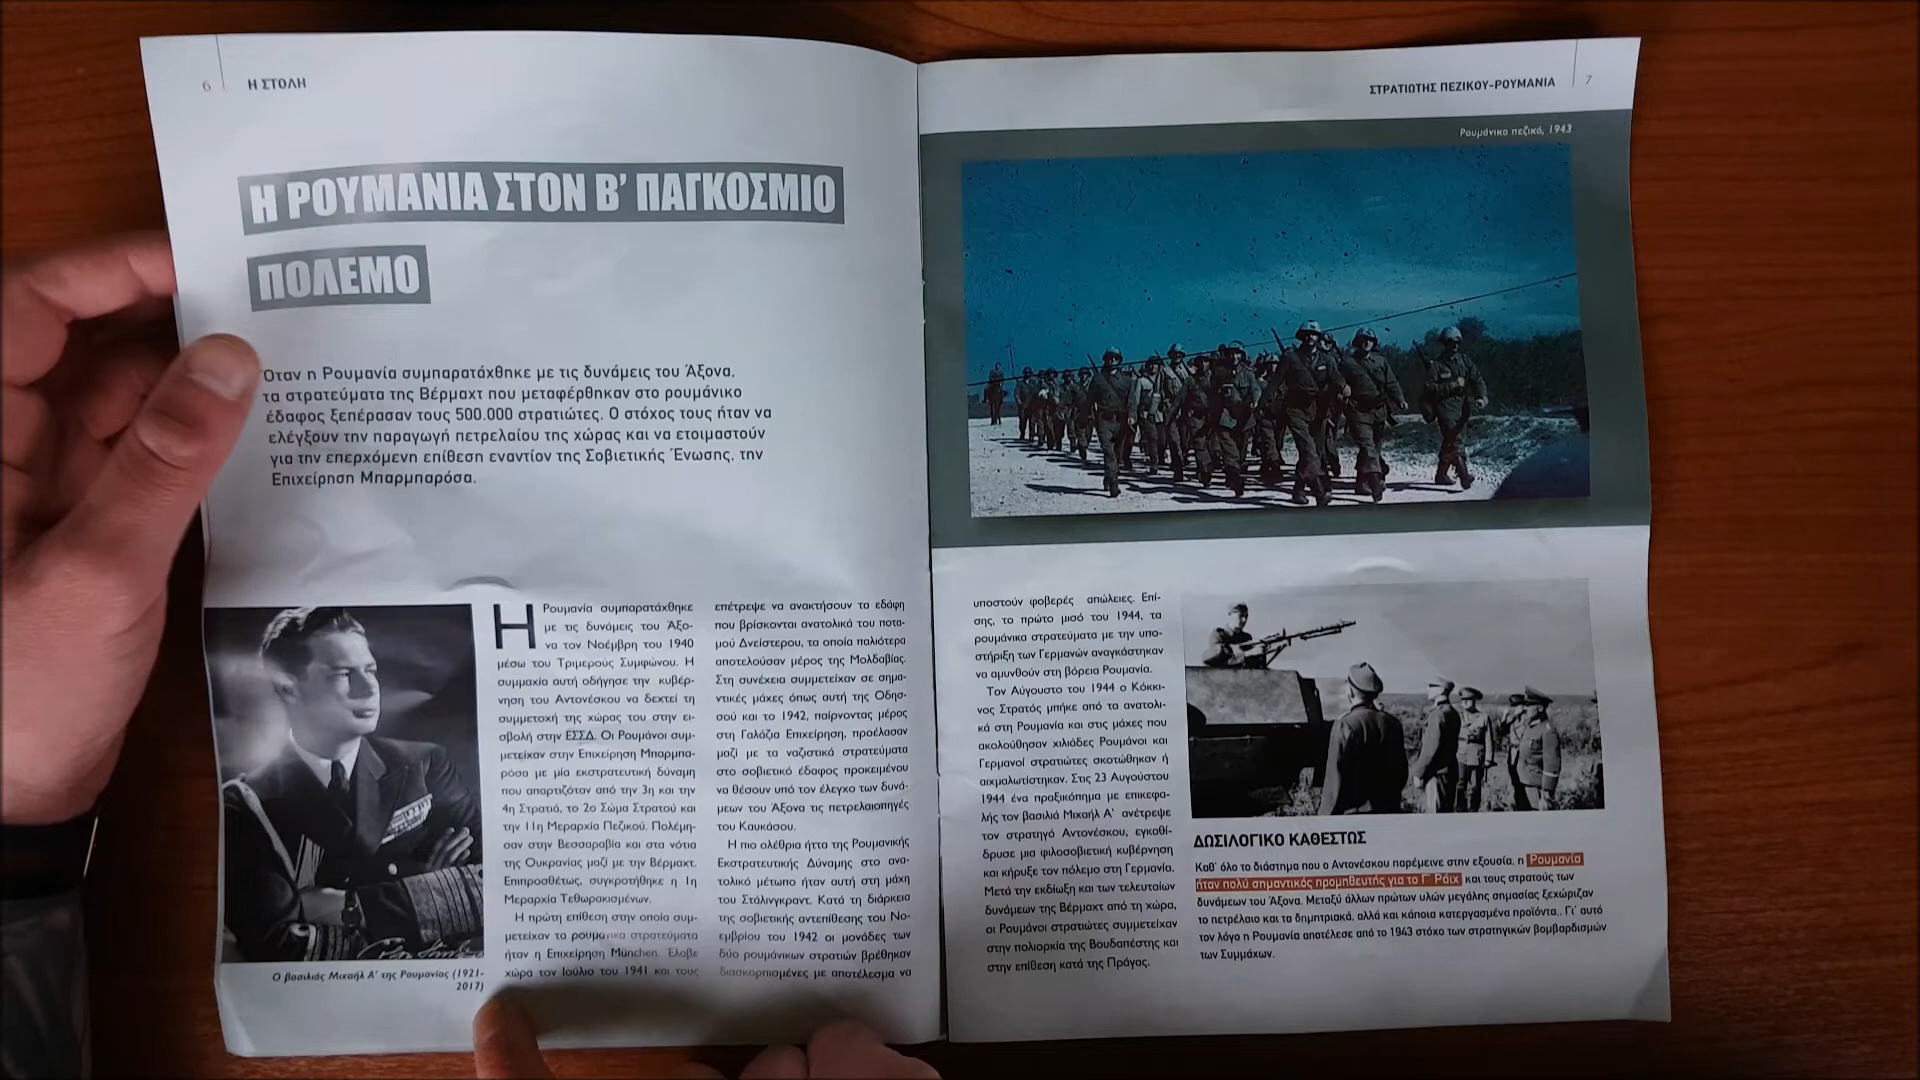 6
Η ΣΤΟΛΗ
Η ΡΟΥΜΑΝΙΑ ΣΤΟΝ Β’ ΠΑΓΚΟΣΜΙΟ
ΠΟΛΕΜΟ
Όταν η Ρουμανία συμπαρατάχθηκε με τις δυνάμεις του Άξονα,
τα στρατεύματα της Βέρμαχτ που μεταφέρθηκαν στο ρουμάνικο
έδαφος ξεπέρασαν τους 500.000 στρατιώτες. Ο στόχος τους ήταν να
ελέγξουν την παραγωγή πετρελαίου της χώρας και να ετοιμαστούν
για την επερχόμενη επίθεση εναντίον της Σοβιετικής Ένωσης, την
Επιχείρηση Μπαρμπαρόσα.
Ο βασιλιάς Μιχαήλ Α’ της Ρουμανίας (1921-
2017)
Η Ρουμανία συμπαρατάχθηκε
με τις δυνάμεις του Άξο-
να τον Νοέμβρη του 1940
μέσω του Τριμερούς Συμφώνου. Η
συμμαχία αυτή οδήγησε την κυβέρ-
νηση του Αντονέσκου να δεχτεί τη
συμμετοχή της χώρας του στην ει-
σβολή στην ΕΣΣΔ. Οι Ρουμάνοι συμ-
μετείχαν στην Επιχείρηση Μπαρμπα-
ρόσα με μία εκστρατευτική δύναμη
που απαρτιζόταν από την 3η και την
4η Στρατιά, το 2ο Σώμα Στρατού και
την 11η Μεραρχία Πεζικού. Πολέμη-
σαν στην Βεσσαραβία και στα νότια
της Ουκρανίας μαζί με την Βέρμαχτ.
Επιπροσθέτως, συγκροτήθηκε η 1η
Μεραρχία Τεθωρακισμένων.
Η πρώτη επίθεση στην οποία συμ-
μετείχαν τα ρουμάνικα στρατεύματα
ήταν η Επιχείρηση München. Έλαβε
χώρα τον Ιούλιο του 1941 και τους
επέτρεψε να ανακτήσουν τα εδάφη
που βρίσκονται ανατολικά του ποτα-
μού Δνείστερου, τα οποία παλιότερα
αποτελούσαν μέρος της Μολδαβίας.
Στη συνέχεια συμμετείχαν σε σημα-
ντικές μάχες όπως αυτή της Οδησ-
σού και το 1942, παίρνοντας μέρος
στη Γαλάζια Επιχείρηση, προέλασαν
μαζί με τα ναζιστικά στρατεύματα
στο σοβιετικό έδαφος προκειμένου
να θέσουν υπό τον έλεγχο των δυνά-
μεων του Άξονα τις πετρελαιοπηγές
του Καυκάσου.
Η πιο ολέθρια ήττα της Ρουμανικής
Εκστρατευτικής Δύναμης στο ανα-
τολικό μέτωπο ήταν αυτή στη μάχη
του Στάλινγκραντ. Κατά τη διάρκεια
της σοβιετικής αντεπίθεσης του Νο-
εμβρίου του 1942 οι μονάδες των
δύο ρουμάνικων στρατιών βρέθηκαν
διασκορπισμένες με αποτέλεσμα να
ΣΤΡΑΤΙΩΤΗΣ ΠΕΖΙΚΟΥ-ΡΟΥΜΑΝΙΑ
7
Ρουμάνικο πεζικό, 1943
υποστούν φοβερές απώλειες. Επί-
σης, το πρώτο μισό του 1944, τα
ρουμάνικα στρατεύματα με την υπο-
στήριξη των Γερμανών αναγκάστηκαν
να αμυνθούν στη βόρεια Ρουμανία.
Τον Αύγουστο του 1944 ο Κόκκι-
νος Στρατός μπήκε από τα ανατολι-
κά στη Ρουμανία και στις μάχες που
ακολούθησαν χιλιάδες Ρουμάνοι και
Γερμανοί στρατιώτες σκοτώθηκαν ή
αιχμαλωτίστηκαν. Στις 23 Αυγούστου
1944 ένα πραξικόπημα με επικεφα-
λής τον βασιλιά Μιχαήλ Α’ ανέτρεψε
τον στρατηγό Αντονέσκου, εγκαθί-
δρυσε μια φιλοσοβιετική κυβέρνηση
και κήρυξε τον πόλεμο στη Γερμανία.
Μετά την εκδίωξη και των τελευταίων
δυνάμεων της Βέρμαχτ από τη χώρα,
οι Ρουμάνοι στρατιώτες συμμετείχαν
στην πολιορκία της Βουδαπέστης και
στην επίθεση κατά της Πράγας.
ΔΩΣΙΛΟΓΙΚΟ ΚΑΘΕΣΤΩΣ
Καθ’ όλο το διάστημα που ο Αντονέσκου παρέμεινε στην εξουσία, η Ρουμανία
ήταν πολύ σημαντικός προμηθευτής για το Γ’ Ράιχ και τους στρατούς των
δυνάμεων του Άξονα. Μεταξύ άλλων πρώτων υλών μεγάλης σημασίας ξεχώριζαν
το πετρέλαιο και τα δημητριακά, αλλά και κάποια κατεργασμένα προϊόντα.. Γι’ αυτό
τον λόγο η Ρουμανία αποτέλεσε από το 1943 στόχο των στρατηγικών βομβαρδισμών
των Συμμάχων.